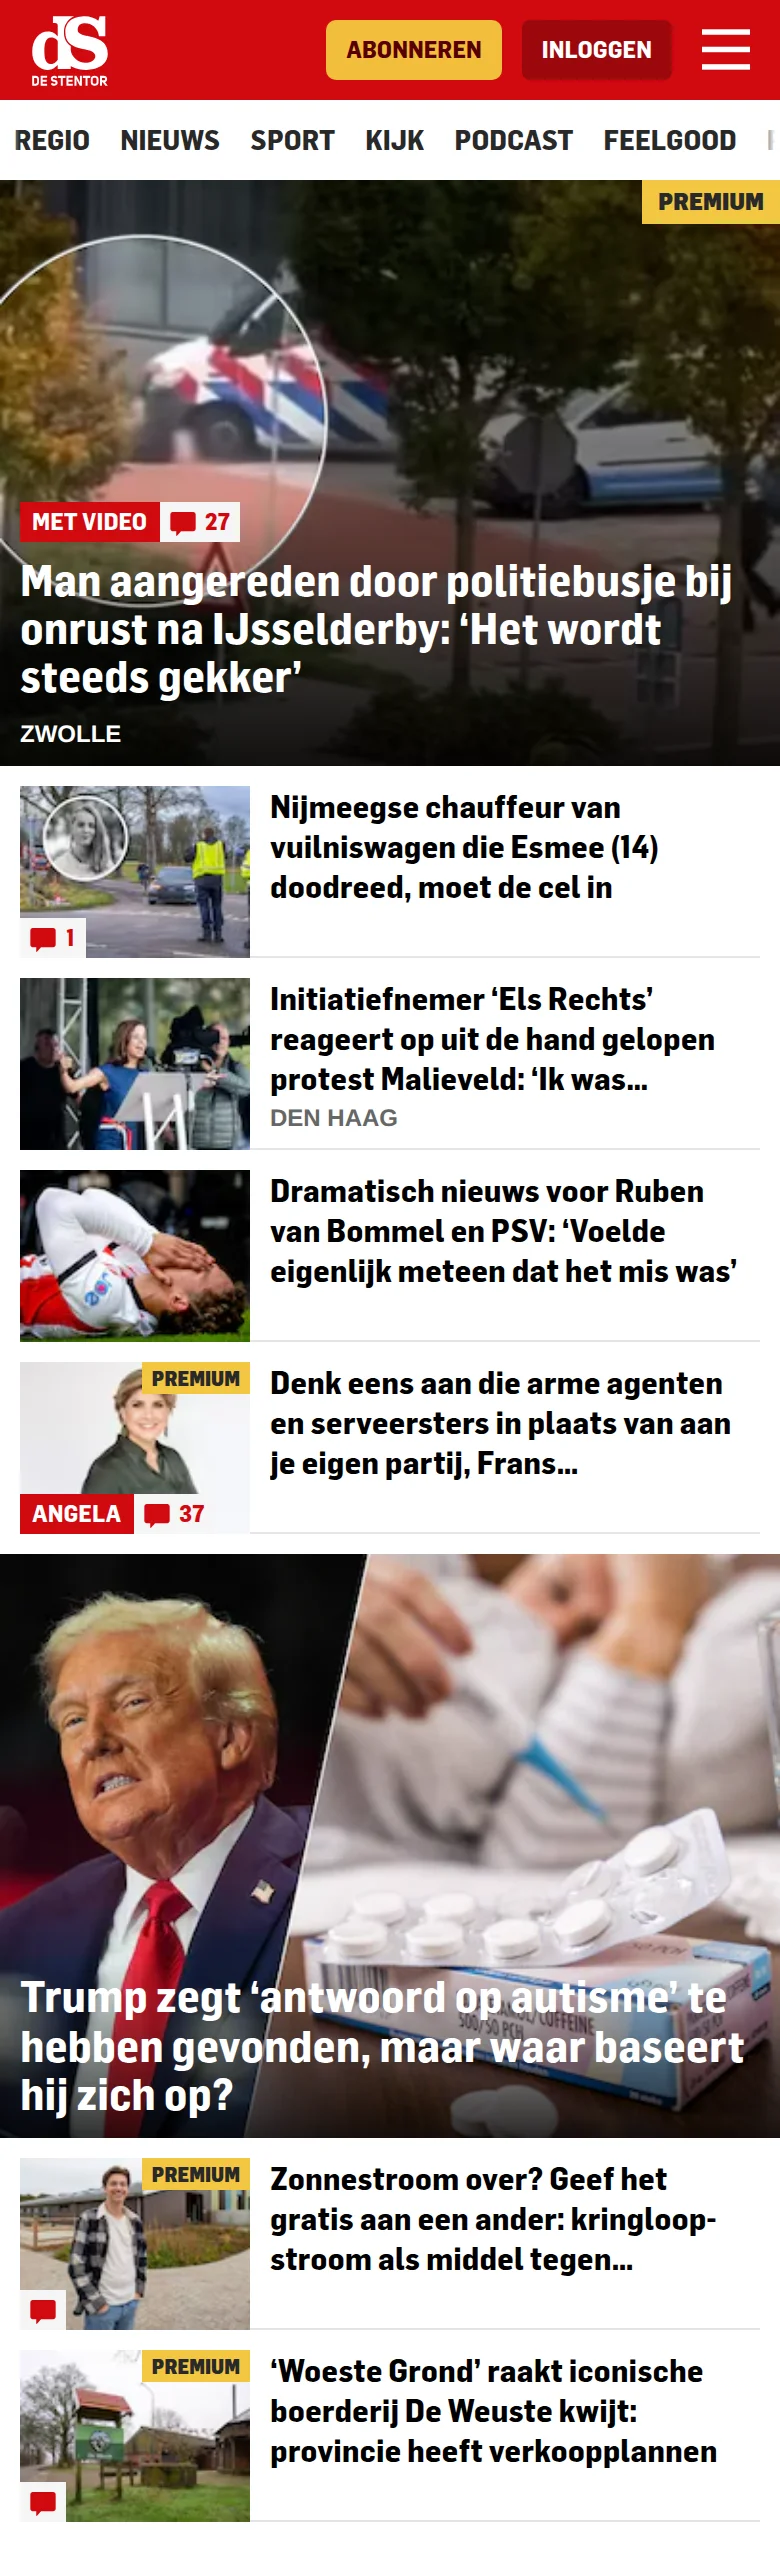 dS
DE STENTOR
ABONNEREN
INLOGGEN
REGIO NIEUWS SPORT KIJK PODCAST FEELGOOD
PREMIUM
MET VIDEO 27
Man aangereden door politiebusje bij
onrust na IJsselderby: ‘Het wordt
steeds gekker’
ZWOLLE
Nijmeegse chauffeur van
vuilniswagen die Esmee (14)
doodreed, moet de cel in
1
Initiatiefnemer ‘Els Rechts’
reageert op uit de hand gelopen
protest Malieveld: ‘Ik was...
DEN HAAG
Dramatisch nieuws voor Ruben
van Bommel en PSV: ‘Voelde
eigenlijk meteen dat het mis was’
PREMIUM
ANGELA 37
Denk eens aan die arme agenten
en serveersters in plaats van aan
je eigen partij, Frans...
Trump zegt ‘antwoord op autisme’ te
hebben gevonden, maar waar baseert
hij zich op?
PREMIUM
Zonnestroom over? Geef het
gratis aan een ander: kringloop-
stroom als middel tegen...
PREMIUM
‘Woeste Grond’ raakt iconische
boerderij De Weuste kwijt:
provincie heeft verkoopplannen